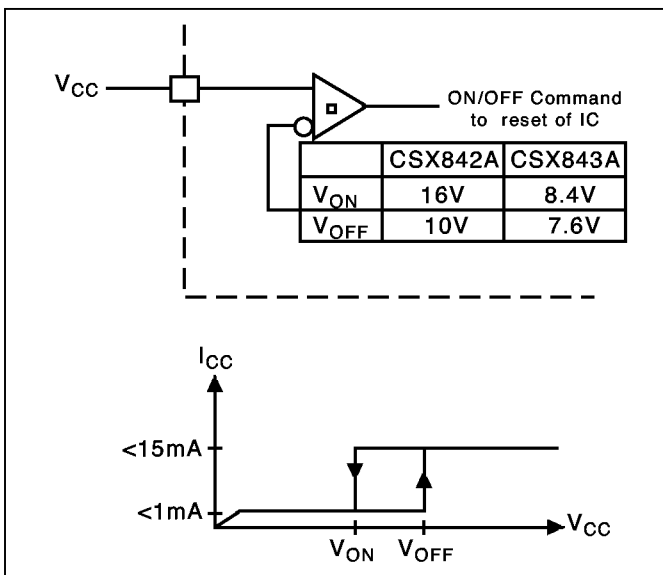 VCC
ON/OFF Command
to reset of IC
CSX842A CSX843A
VON 16V 8.4V
VOFF 10V 7.6V
ICC
<15mA
<1mA
VCC
VON VOFF